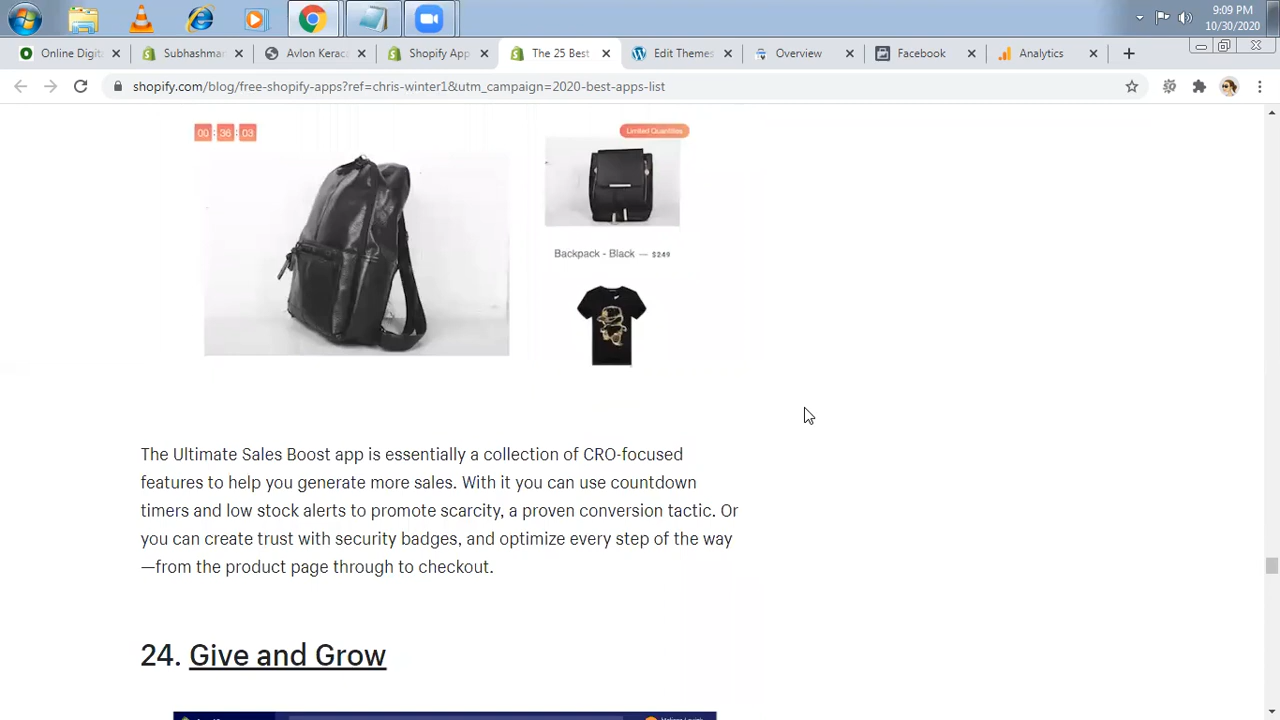 9:09 PM
10/30/2020
Online Digit
Subhashmar
Avlon Kerac
Shopify App
The 25 Best
Edit Themes
Overview
Facebook
Analytics
shopify.com/blog/free-shopify-apps?ref=chris-winter1&utm_campaign=2020-best-apps-list
00 : 36 : 03
Limited Quantities
Backpack - Black — $249
The Ultimate Sales Boost app is essentially a collection of CRO-focused
features to help you generate more sales. With it you can use countdown
timers and low stock alerts to promote scarcity, a proven conversion tactic. Or
you can create trust with security badges, and optimize every step of the way
—from the product page through to checkout.
24. Give and Grow